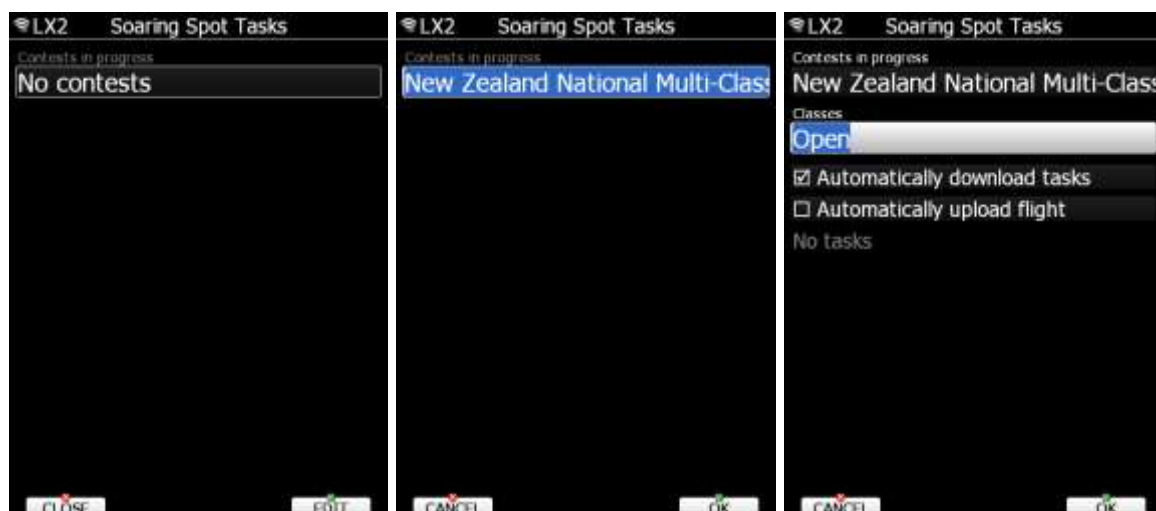 LX2 Soaring Spot Tasks
Contests in progress
No contests
CLOSE EDIT
LX2 Soaring Spot Tasks
Contests in progress
New Zealand National Multi-Class
CANCEL OK
LX2 Soaring Spot Tasks
Contests in progress
New Zealand National Multi-Class
Classes
Open
Automatically download tasks
Automatically upload flight
No tasks
CANCEL OK